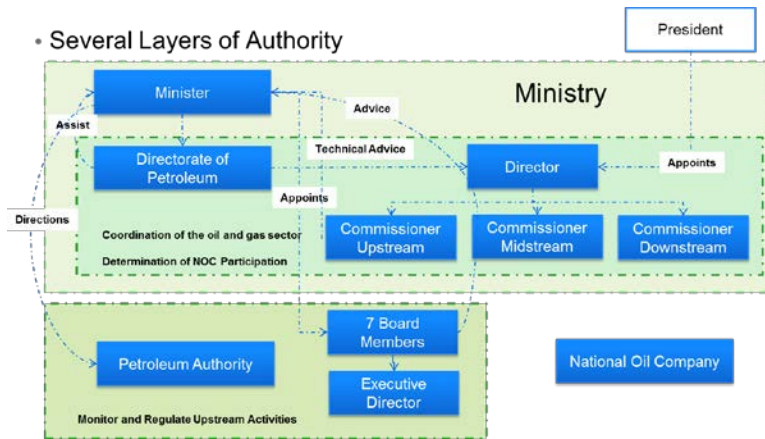 • Several Layers of Authority
President
Minister
Ministry
Advice
Assist
Technical Advice
Directorate of
Petroleum
Director
Appoints
Appoints
Directions
Coordination of the oil and gas sector
Determination of NOC Participation
Commissioner
Upstream
Commissioner
Midstream
Commissioner
Downstream
7 Board
Members
Petroleum Authority
Executive
Director
National Oil Company
Monitor and Regulate Upstream Activities